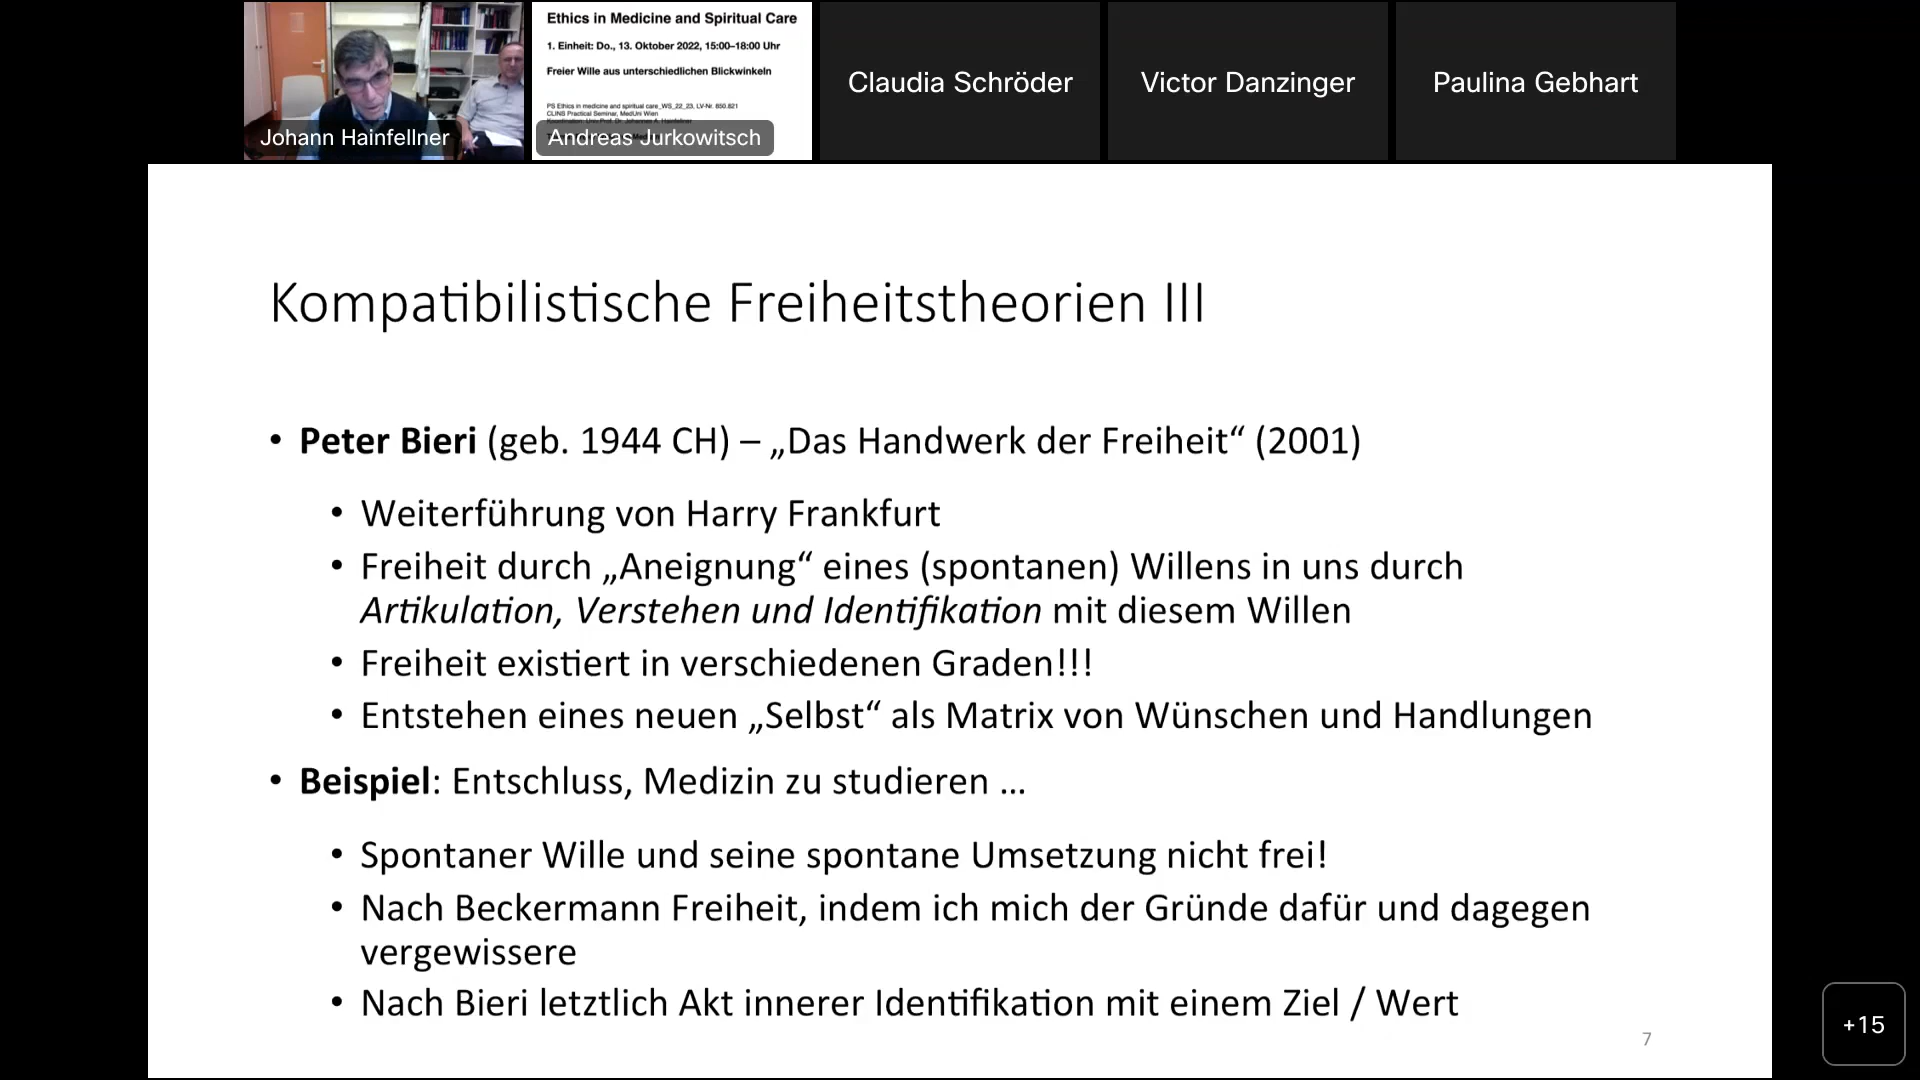 Ethics in Medicine and Spiritual Care
1. Einheit: Do., 13. Oktober 2022, 15:00–18:00 Uhr
Freier Wille aus unterschiedlichen Blickwinkeln
PS Ethics in medicine and spiritual care_WS_22_23, LV-Nr. 850.821
CLINS Practical Seminar, MedUni Wien
Johann Hainfellner
Andreas Jurkowitsch
Claudia Schröder
Victor Danzinger
Paulina Gebhart
Kompatibilistische Freiheitstheorien III
• Peter Bieri (geb. 1944 CH) – „Das Handwerk der Freiheit“ (2001)
• Weiterführung von Harry Frankfurt
• Freiheit durch „Aneignung“ eines (spontanen) Willens in uns durch
Artikulation, Verstehen und Identifikation mit diesem Willen
• Freiheit existiert in verschiedenen Graden!!!
• Entstehen eines neuen „Selbst“ als Matrix von Wünschen und Handlungen
• Beispiel: Entschluss, Medizin zu studieren ...
• Spontaner Wille und seine spontane Umsetzung nicht frei!
• Nach Beckermann Freiheit, indem ich mich der Gründe dafür und dagegen
vergewissere
• Nach Bieri letztlich Akt innerer Identifikation mit einem Ziel / Wert
7
+15